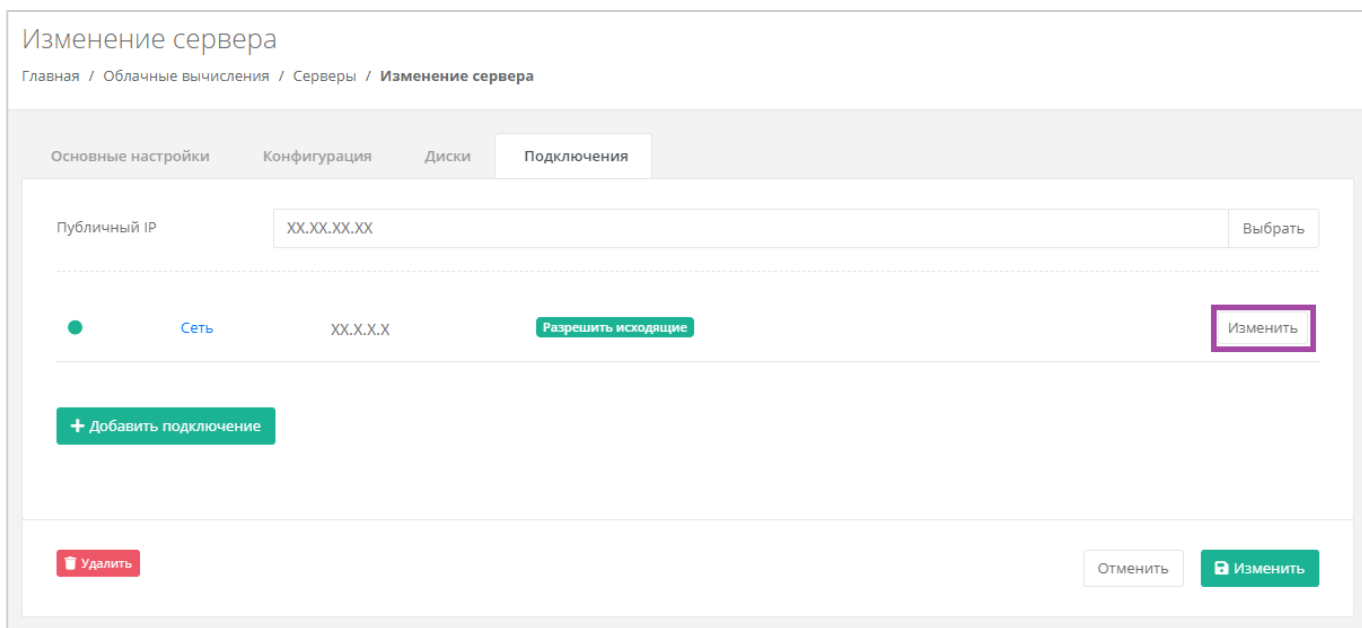 Изменение сервера
Главная / Облачные вычисления / Серверы / Изменение сервера
Основные настройки Конфигурация Диски Подключения
Публичный IP XX.XX.XX.XX Выбрать
Сеть XX.X.X.X Разрешить исходящие Изменить
+ Добавить подключение
Удалить Отменить Изменить